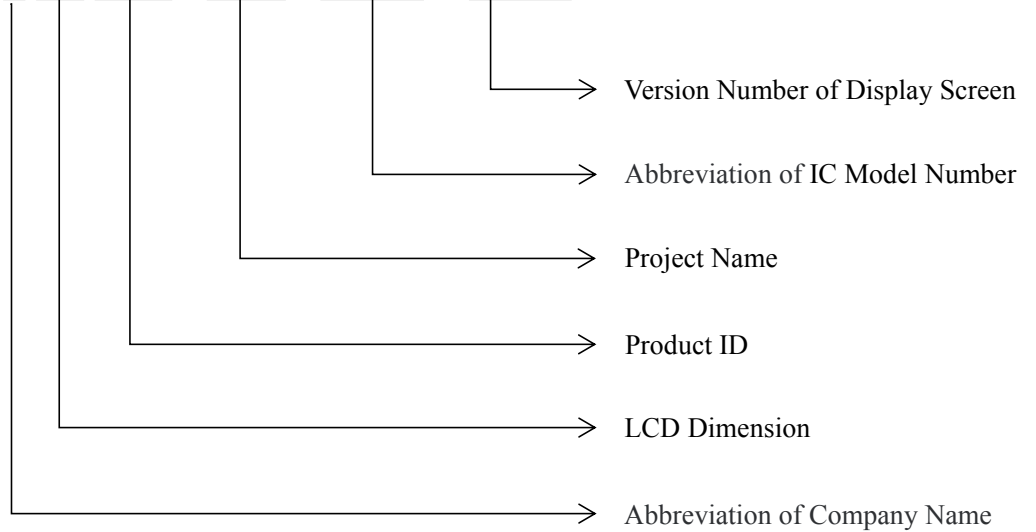 Version Number of Display Screen
Abbreviation of IC Model Number
Project Name
Product ID
LCD Dimension
Abbreviation of Company Name